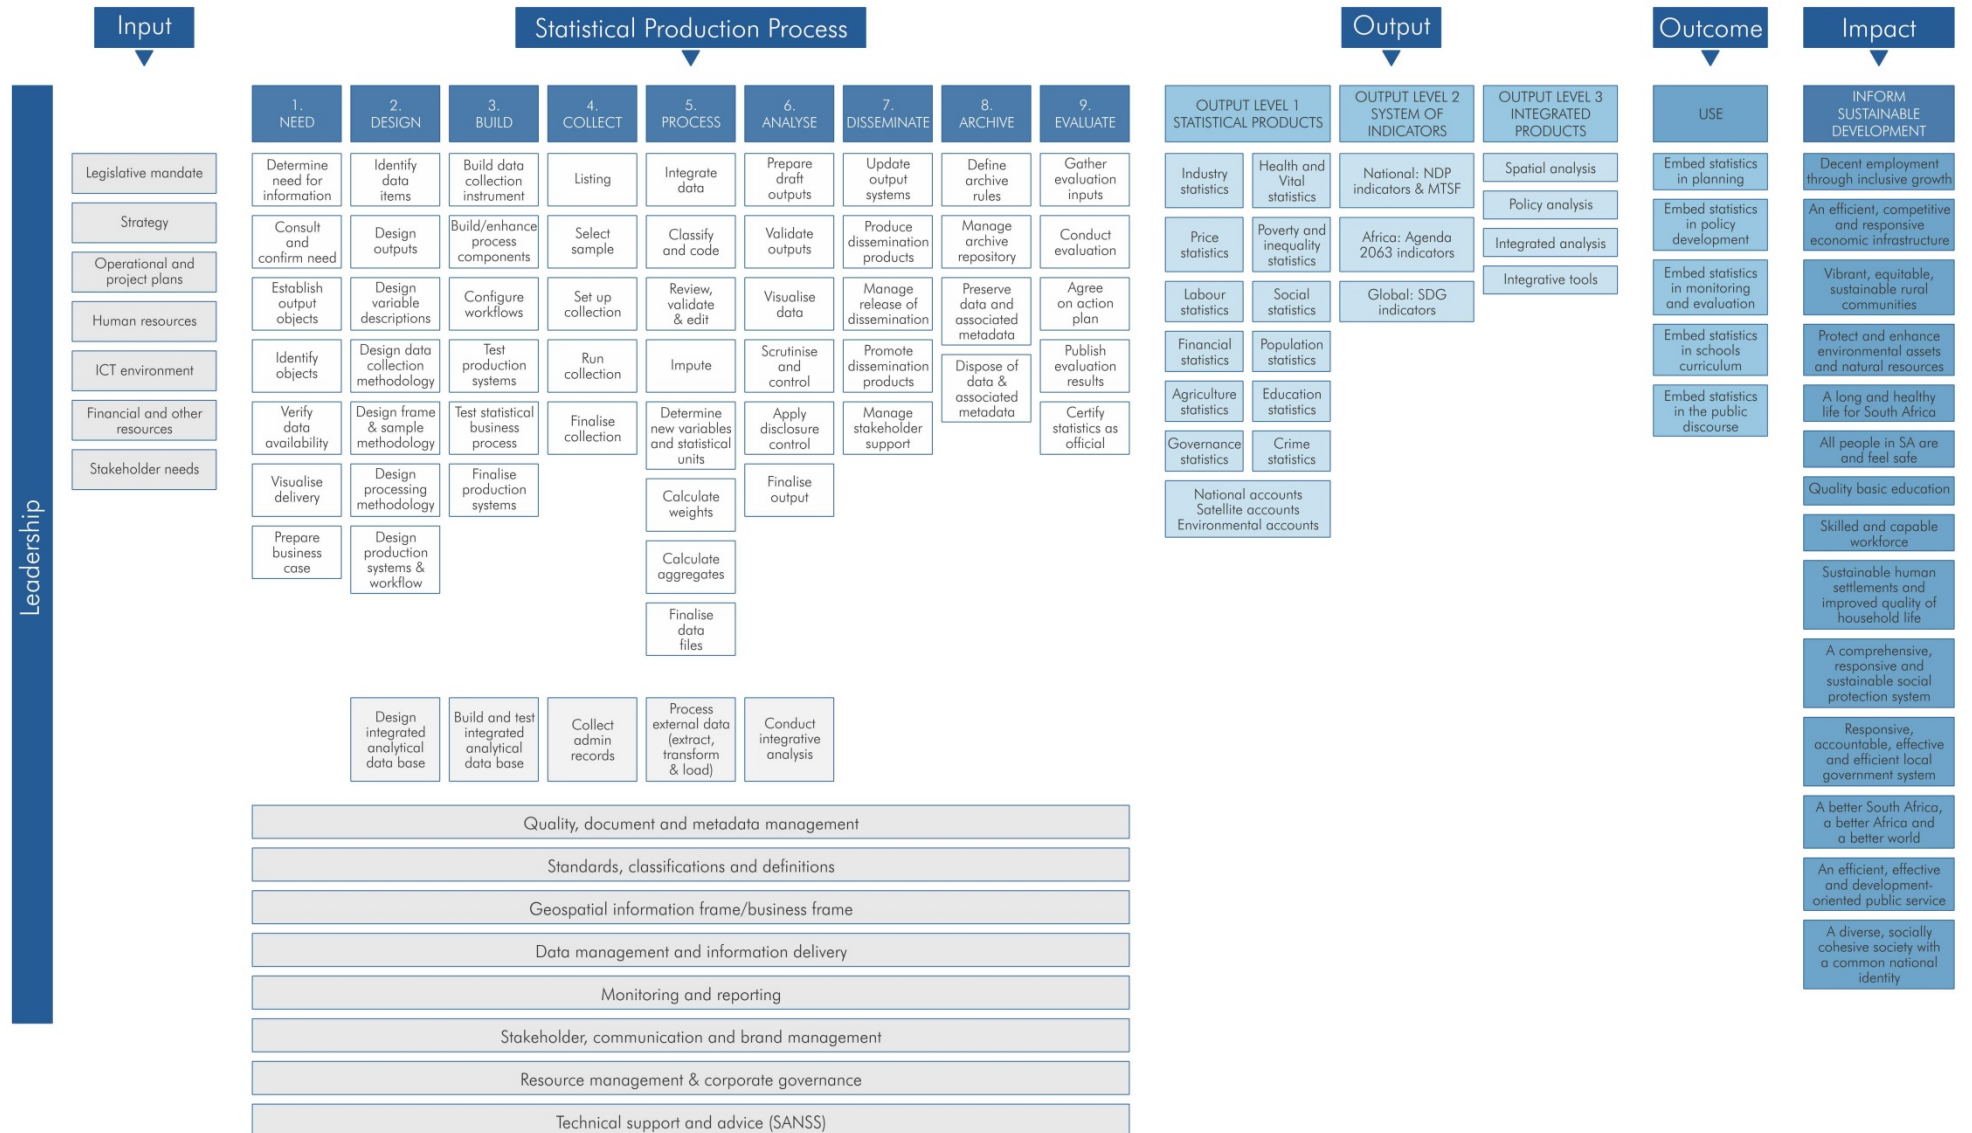 Input
Statistical Production Process
Output
Outcome
Impact
Leadership
Legislative mandate
Strategy
Operational and
project plans
Human resources
ICT environment
Financial and other
resources
Stakeholder needs
1.
NEED
Determine
need for
information
Consult
and
confirm need
Establish
output
objects
Identify
objects
Verify
data
availability
Visualise
delivery
Prepare
business
case
2.
DESIGN
Identify
data
items
Design
outputs
Design
variable
descriptions
Design data
collection
methodology
Design frame
& sample
methodology
Design
processing
methodology
Design
production
systems &
workflow
Design
integrated
analytical
data base
3.
BUILD
Build data
collection
instrument
Build/enhance
process
components
Configure
workflows
Test
production
systems
Test statistical
business
process
Finalise
production
systems
Build and test
integrated
analytical
data base
4.
COLLECT
Listing
Select
sample
Set up
collection
Run
collection
Finalise
collection
Collect
admin
records
5.
PROCESS
Integrate
data
Classify
and code
Review,
validate
& edit
Impute
Determine
new variables
and statistical
units
Calculate
weights
Calculate
aggregates
Finalise
data
files
Process
external data
(extract,
transform
& load)
6.
ANALYSE
Prepare
draft
outputs
Validate
outputs
Visualise
data
Scrutinise
and
control
Apply
disclosure
control
Finalise
output
Conduct
integrative
analysis
7.
DISSEMINATE
Update
output
systems
Produce
dissemination
products
Manage
release of
dissemination
Promote
dissemination
products
Manage
stakeholder
support
8.
ARCHIVE
Define
archive
rules
Manage
archive
repository
Preserve
data and
associated
metadata
Dispose of
data &
associated
metadata
9.
EVALUATE
Gather
evaluation
inputs
Conduct
evaluation
Agree
on action
plan
Publish
evaluation
results
Certify
statistics as
official
Quality, document and metadata management
Standards, classifications and definitions
Geospatial information frame/business frame
Data management and information delivery
Monitoring and reporting
Stakeholder, communication and brand management
Resource management & corporate governance
Technical support and advice (SANSS)
OUTPUT LEVEL 1
STATISTICAL PRODUCTS
Industry
statistics
Health and
Vital
statistics
Price
statistics
Poverty and
inequality
statistics
Labour
statistics
Social
statistics
Financial
statistics
Population
statistics
Agriculture
statistics
Education
statistics
Governance
statistics
Crime
statistics
National accounts
Satellite accounts
Environmental accounts
OUTPUT LEVEL 2
SYSTEM OF
INDICATORS
National: NDP
indicators & MTSF
Africa: Agenda
2063 indicators
Global: SDG
indicators
OUTPUT LEVEL 3
INTEGRATED
PRODUCTS
Spatial analysis
Policy analysis
Integrated analysis
Integrative tools
USE
Embed statistics
in planning
Embed statistics
in policy
development
Embed statistics
in monitoring
and evaluation
Embed statistics
in schools
curriculum
Embed statistics
in the public
discourse
INFORM
SUSTAINABLE
DEVELOPMENT
Decent employment
through inclusive growth
An efficient, competitive
and responsive
economic infrastructure
Vibrant, equitable,
sustainable rural
communities
Protect and enhance
environmental assets
and natural resources
A long and healthy
life for South Africa
All people in SA are
and feel safe
Quality basic education
Skilled and capable
workforce
Sustainable human
settlements and
improved quality of
household life
A comprehensive,
responsive and
sustainable social
protection system
Responsive,
accountable, effective
and efficient local
government system
A better South Africa,
a better Africa and
a better world
An efficient, effective
and development-
oriented public service
A diverse, socially
cohesive society with
a common national
identity